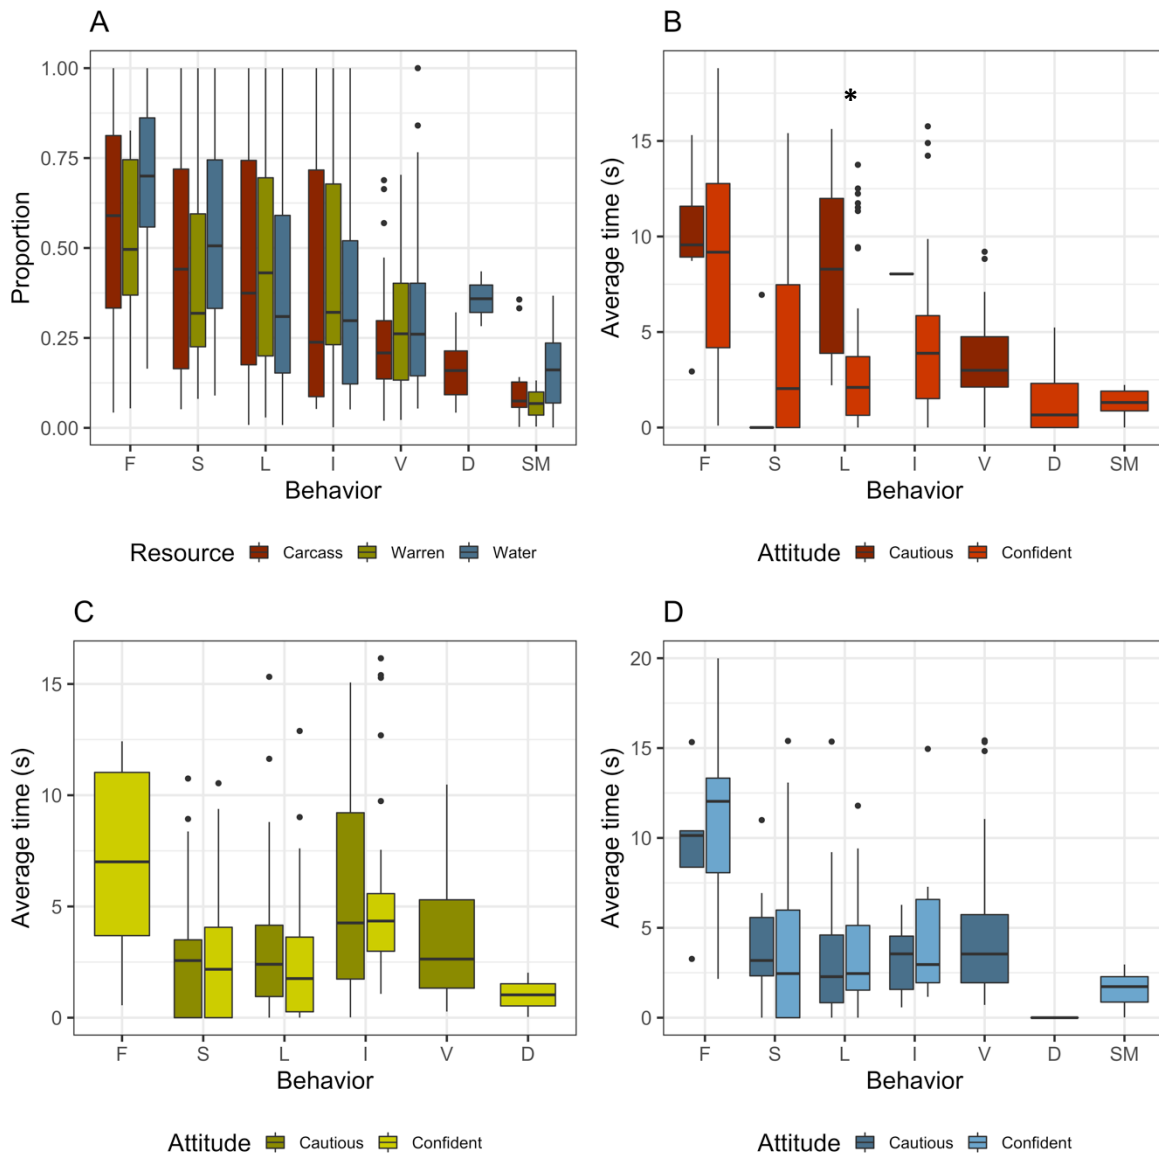 A
1.00
0.75
0.50
0.25
0.00
Proportion
F S L I V D SM
Behavior
Resource Carcass Warren Water
B
*
15
10
5
0
Average time (s)
F S L I V D SM
Behavior
Attitude Cautious Confident
C
15
10
5
0
Average time (s)
F S L I V D
Behavior
Attitude Cautious Confident
D
20
15
10
5
0
Average time (s)
F S L I V D SM
Behavior
Attitude Cautious Confident